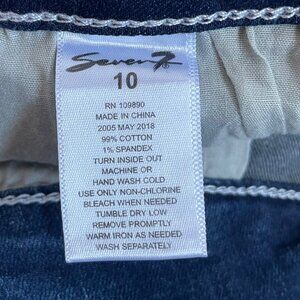 Seven7
10
RN 109890
MADE IN CHINA
2005 MAY 2018
99% COTTON
1% SPANDEX
TURN INSIDE OUT
MACHINE OR
HAND WASH COLD
USE ONLY NON-CHLORINE
BLEACH WHEN NEEDED
TUMBLE DRY LOW
REMOVE PROMPTLY
WARM IRON AS NEEDED
WASH SEPARATELY